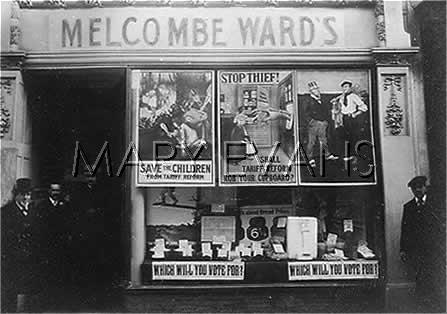 MELCOMBE WARD'S
STOP THIEF!
SAVE THE CHILDREN
FROM TARIFF REFORM
SHALL
TARIFF REFORM
ROB YOUR CUPBOARD?
MARY EVANS
6
WHICH WILL YOU VOTE FOR?
WHICH WILL YOU VOTE FOR?